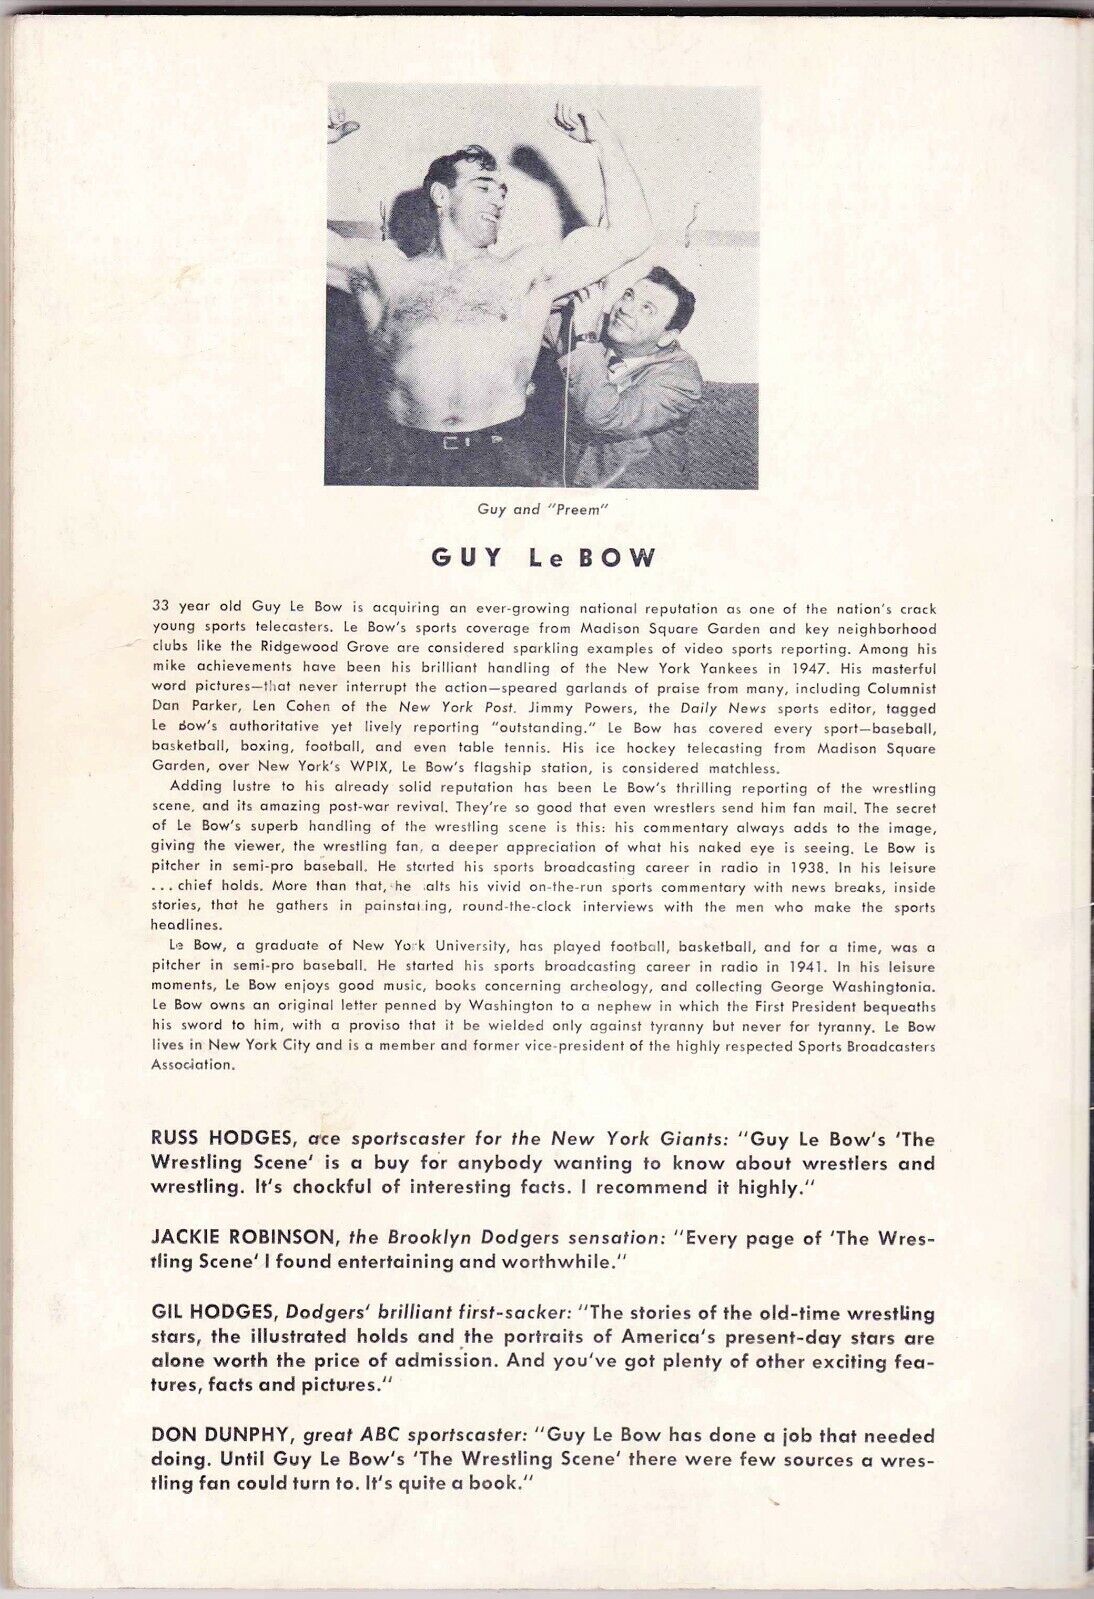 Guy and "Preem"
GUY Le BOW
33 year old Guy Le Bow is acquiring an ever-growing national reputation as one of the nation's crack
young sports telecasters. Le Bow's sports coverage from Madison Square Garden and key neighborhood
clubs like the Ridgewood Grove are considered sparkling examples of video sports reporting. Among his
mike achievements have been his brilliant handling of the New York Yankees in 1947. His masterful
word pictures—that never interrupt the action—speared garlands of praise from many, including Columnist
Dan Parker, Len Cohen of the New York Post. Jimmy Powers, the Daily News sports editor, tagged
Le Bow's authoritative yet lively reporting "outstanding." Le Bow has covered every sport—baseball,
basketball, boxing, football, and even table tennis. His ice hockey telecasting from Madison Square
Garden, over New York's WPIX, Le Bow's flagship station, is considered matchless.
Adding lustre to his already solid reputation has been Le Bow's thrilling reporting of the wrestling
scene, and its amazing post-war revival. They're so good that even wrestlers send him fan mail. The secret
of Le Bow's superb handling of the wrestling scene is this: his commentary always adds to the image,
giving the viewer, the wrestling fan, a deeper appreciation of what his naked eye is seeing. Le Bow is
pitcher in semi-pro baseball. He started his sports broadcasting career in radio in 1938. In his leisure
... chief holds. More than that, he alts his vivid on-the-run sports commentary with news breaks, inside
stories, that he gathers in painstaking, round-the-clock interviews with the men who make the sports
headlines.
Le Bow, a graduate of New York University, has played football, basketball, and for a time, was a
pitcher in semi-pro baseball. He started his sports broadcasting career in radio in 1941. In his leisure
moments, Le Bow enjoys good music, books concerning archeology, and collecting George Washingtonia.
Le Bow owns an original letter penned by Washington to a nephew in which the First President bequeaths
his sword to him, with a proviso that it be wielded only against tyranny but never for tyranny. Le Bow
lives in New York City and is a member and former vice-president of the highly respected Sports Broadcasters
Association.
RUSS HODGES, ace sportscaster for the New York Giants: "Guy Le Bow's 'The
Wrestling Scene' is a buy for anybody wanting to know about wrestlers and
wrestling. It's chockful of interesting facts. I recommend it highly."
JACKIE ROBINSON, the Brooklyn Dodgers sensation: "Every page of 'The Wres-
tling Scene' I found entertaining and worthwhile."
GIL HODGES, Dodgers' brilliant first-sacker: "The stories of the old-time wrestling
stars, the illustrated holds and the portraits of America's present-day stars are
alone worth the price of admission. And you've got plenty of other exciting fea-
tures, facts and pictures."
DON DUNPHY, great ABC sportscaster: "Guy Le Bow has done a job that needed
doing. Until Guy Le Bow's 'The Wrestling Scene' there were few sources a wres-
tling fan could turn to. It's quite a book."